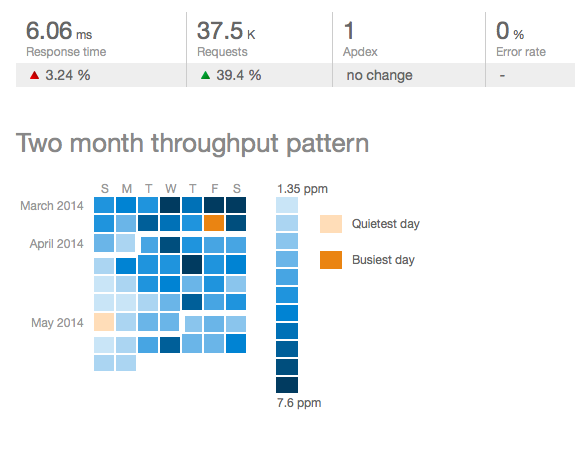 6.06 ms
Response time
▲ 3.24 %
37.5 K
Requests
▲ 39.4 %
1
Apdex
no change
0 %
Error rate
-
Two month throughput pattern
S M T W T F S
March 2014
April 2014
May 2014
1.35 ppm
7.6 ppm
Quietest day
Busiest day